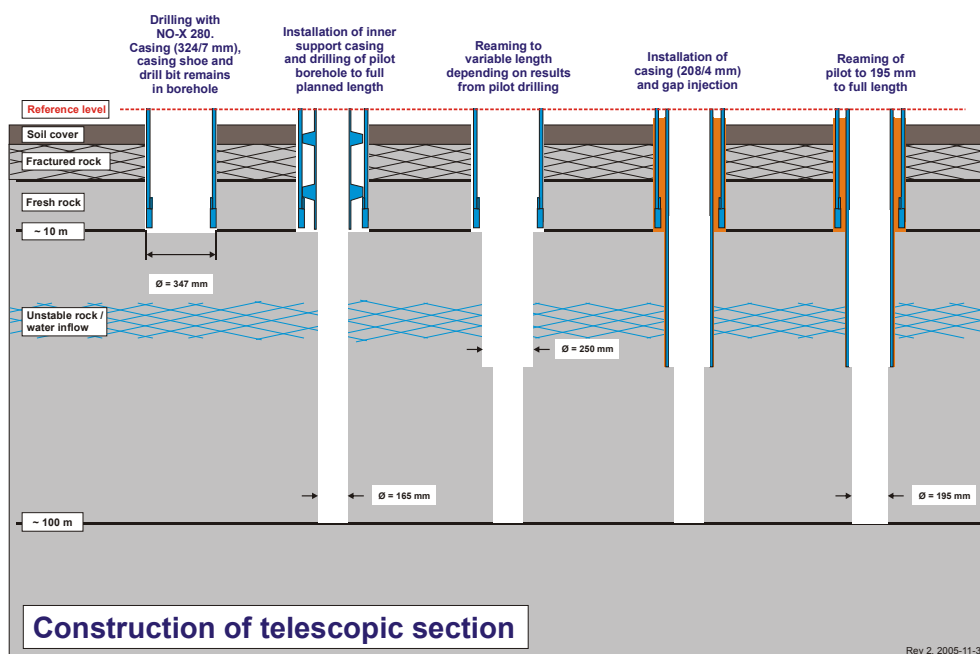 Drilling with
NO-X 280.
Casing (324/7 mm),
casing shoe and
drill bit remains
in borehole
Installation of inner
support casing
and drilling of pilot
borehole to full
planned length
Reaming to
variable length
depending on results
from pilot drilling
Installation of
casing (208/4 mm)
and gap injection
Reaming of
pilot to 195 mm
to full length
Reference level
Soil cover
Fractured rock
Fresh rock
~ 10 m
Ø = 347 mm
Unstable rock /
water inflow
Ø = 250 mm
Ø = 165 mm
Ø = 195 mm
~ 100 m
Construction of telescopic section
Rev 2, 2005-11-